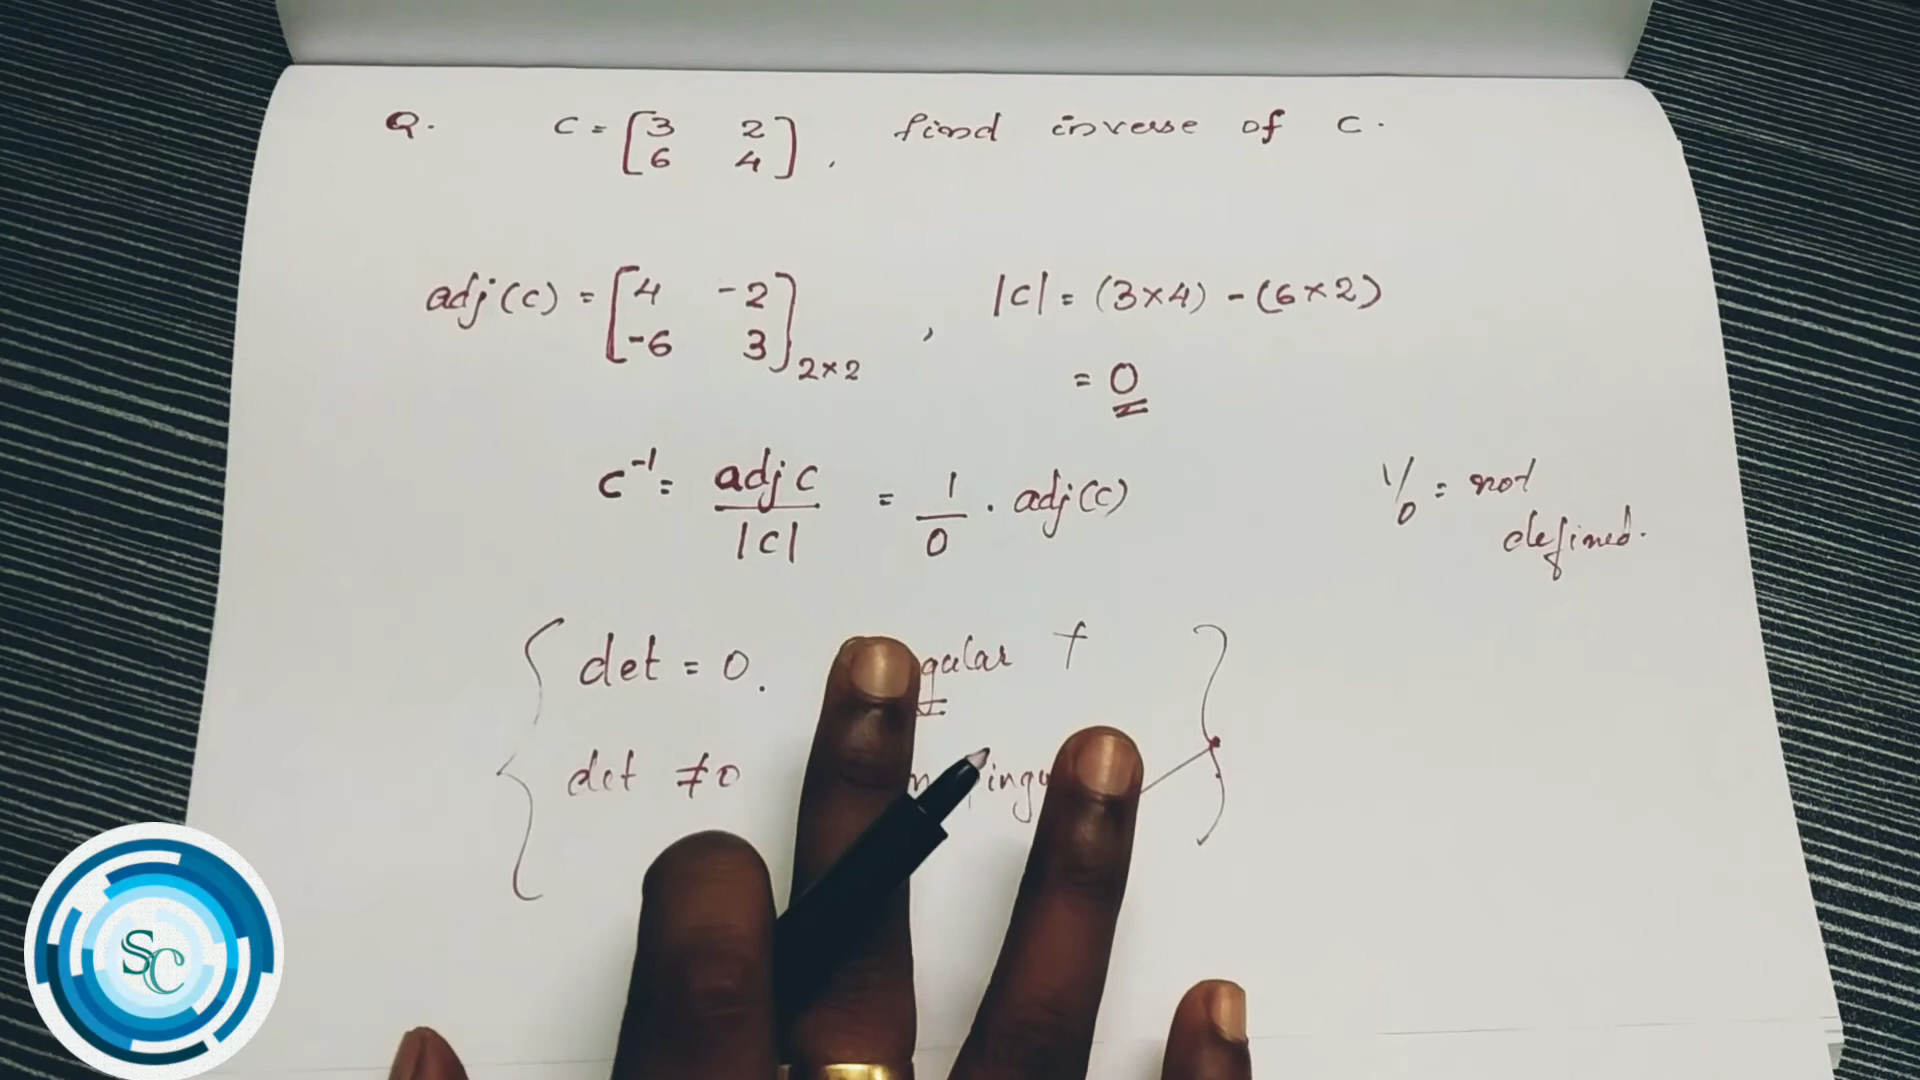 Q. C = [3 2
6 4], find inverse of C.
adj(C) = [4 -2
-6 3]2×2 , |C| = (3×4) - (6×2)
= 0
C⁻¹ = adj C / |C| = 1/0 . adj(C)
1/0 = not
defined.
det = 0.
det ≠ 0
SC